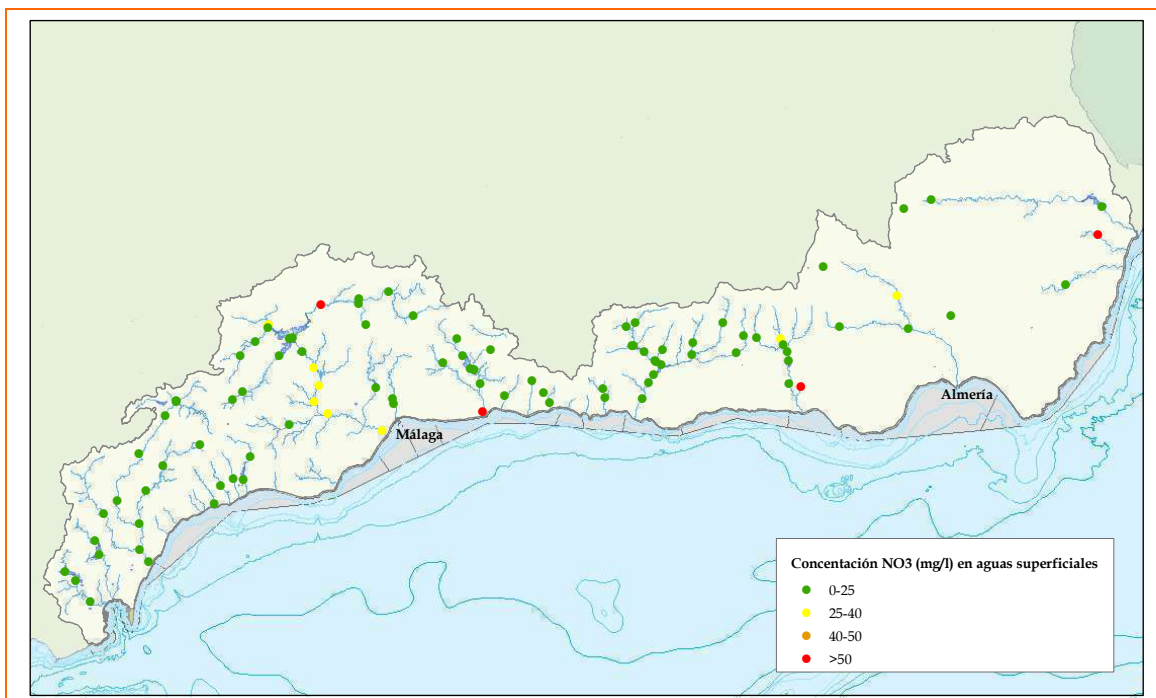 Almería
Málaga
Concentación NO3 (mg/l) en aguas superficiales
0-25
25-40
40-50
>50